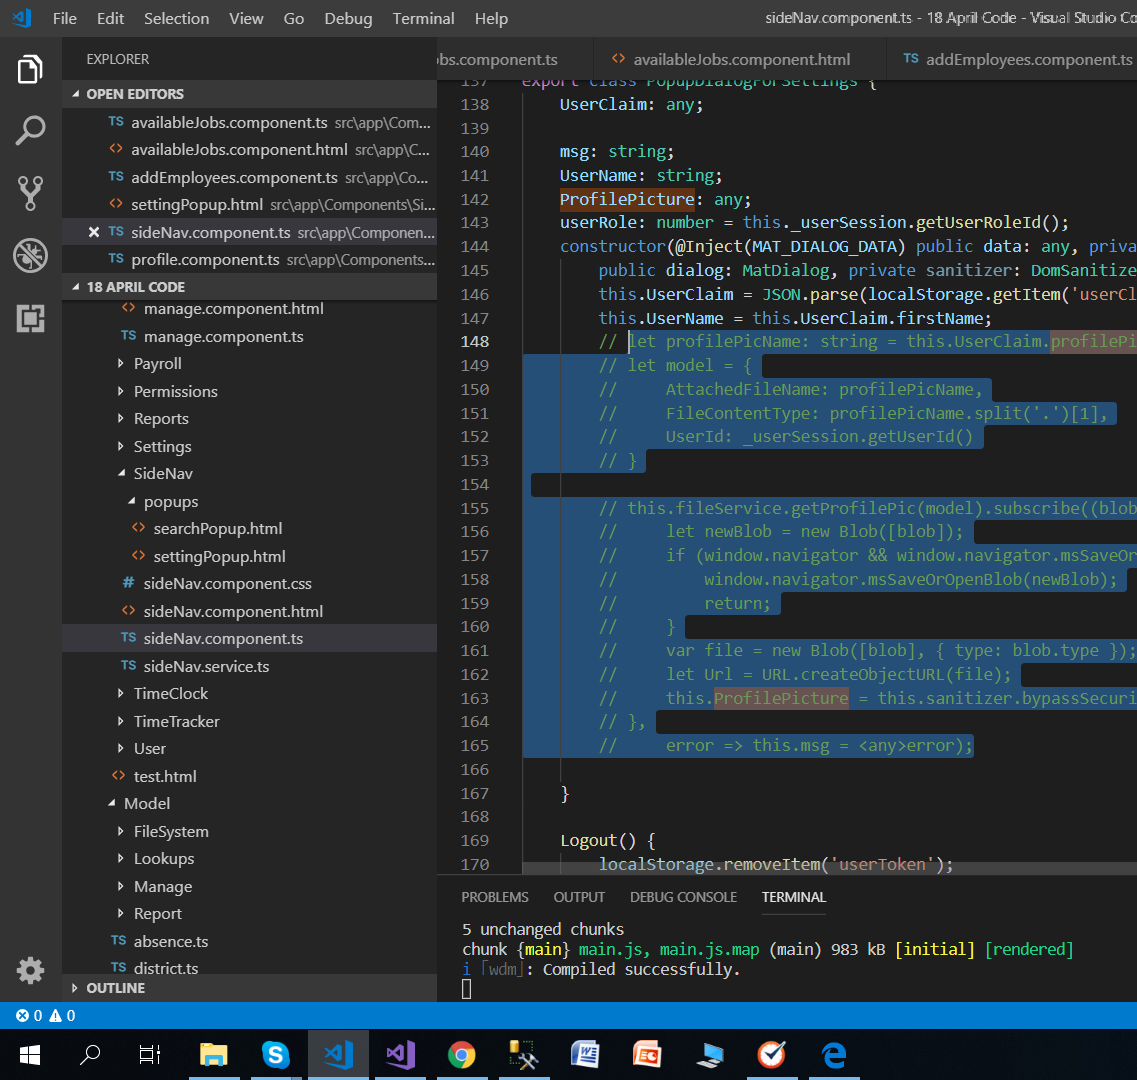 File Edit Selection View Go Debug Terminal Help sideNav.component.ts - 18 April Code - Visual Studio Co
EXPLORER
OPEN EDITORS
TS availableJobs.component.ts src\app\Com...
<> availableJobs.component.html src\app\C...
TS addEmployees.component.ts src\app\Co...
<> settingPopup.html src\app\Components\Si...
TS sideNav.component.ts src\app\Componen...
TS profile.component.ts src\app\Components...
18 APRIL CODE
<> manage.component.html
TS manage.component.ts
Payroll
Permissions
Reports
Settings
SideNav
popups
<> searchPopup.html
<> settingPopup.html
# sideNav.component.css
<> sideNav.component.html
TS sideNav.component.ts
TS sideNav.service.ts
TimeClock
TimeTracker
User
<> test.html
Model
FileSystem
Lookups
Manage
Report
TS absence.ts
TS district.ts
OUTLINE
obs.component.ts <> availableJobs.component.html TS addEmployees.component.ts
137 export class PopupDialogForSettings {
138 UserClaim: any;
139
140 msg: string;
141 UserName: string;
142 ProfilePicture: any;
143 userRole: number = this._userSession.getUserRoleId();
144 constructor(@Inject(MAT_DIALOG_DATA) public data: any, priva
145 public dialog: MatDialog, private sanitizer: DomSanitize
146 this.UserClaim = JSON.parse(localStorage.getItem('userCl
147 this.UserName = this.UserClaim.firstName;
148 // let profilePicName: string = this.UserClaim.profilePi
149 // let model = {
150 // AttachedFileName: profilePicName,
151 // FileContentType: profilePicName.split('.')[1],
152 // UserId: _userSession.getUserId()
153 // }
154
155 // this.fileService.getProfilePic(model).subscribe((blob
156 // let newBlob = new Blob([blob]);
157 // if (window.navigator && window.navigator.msSaveOr
158 // window.navigator.msSaveOrOpenBlob(newBlob);
159 // return;
160 // }
161 // var file = new Blob([blob], { type: blob.type });
162 // let Url = URL.createObjectURL(file);
163 // this.ProfilePicture = this.sanitizer.bypassSecuri
164 // },
165 // error => this.msg = <any>error);
166
167 }
168
169 Logout() {
170 localStorage.removeItem('userToken');
PROBLEMS OUTPUT DEBUG CONSOLE TERMINAL
5 unchanged chunks
chunk {main} main.js, main.js.map (main) 983 kB [initial] [rendered]
i ｢wdm｣: Compiled successfully.
0 0